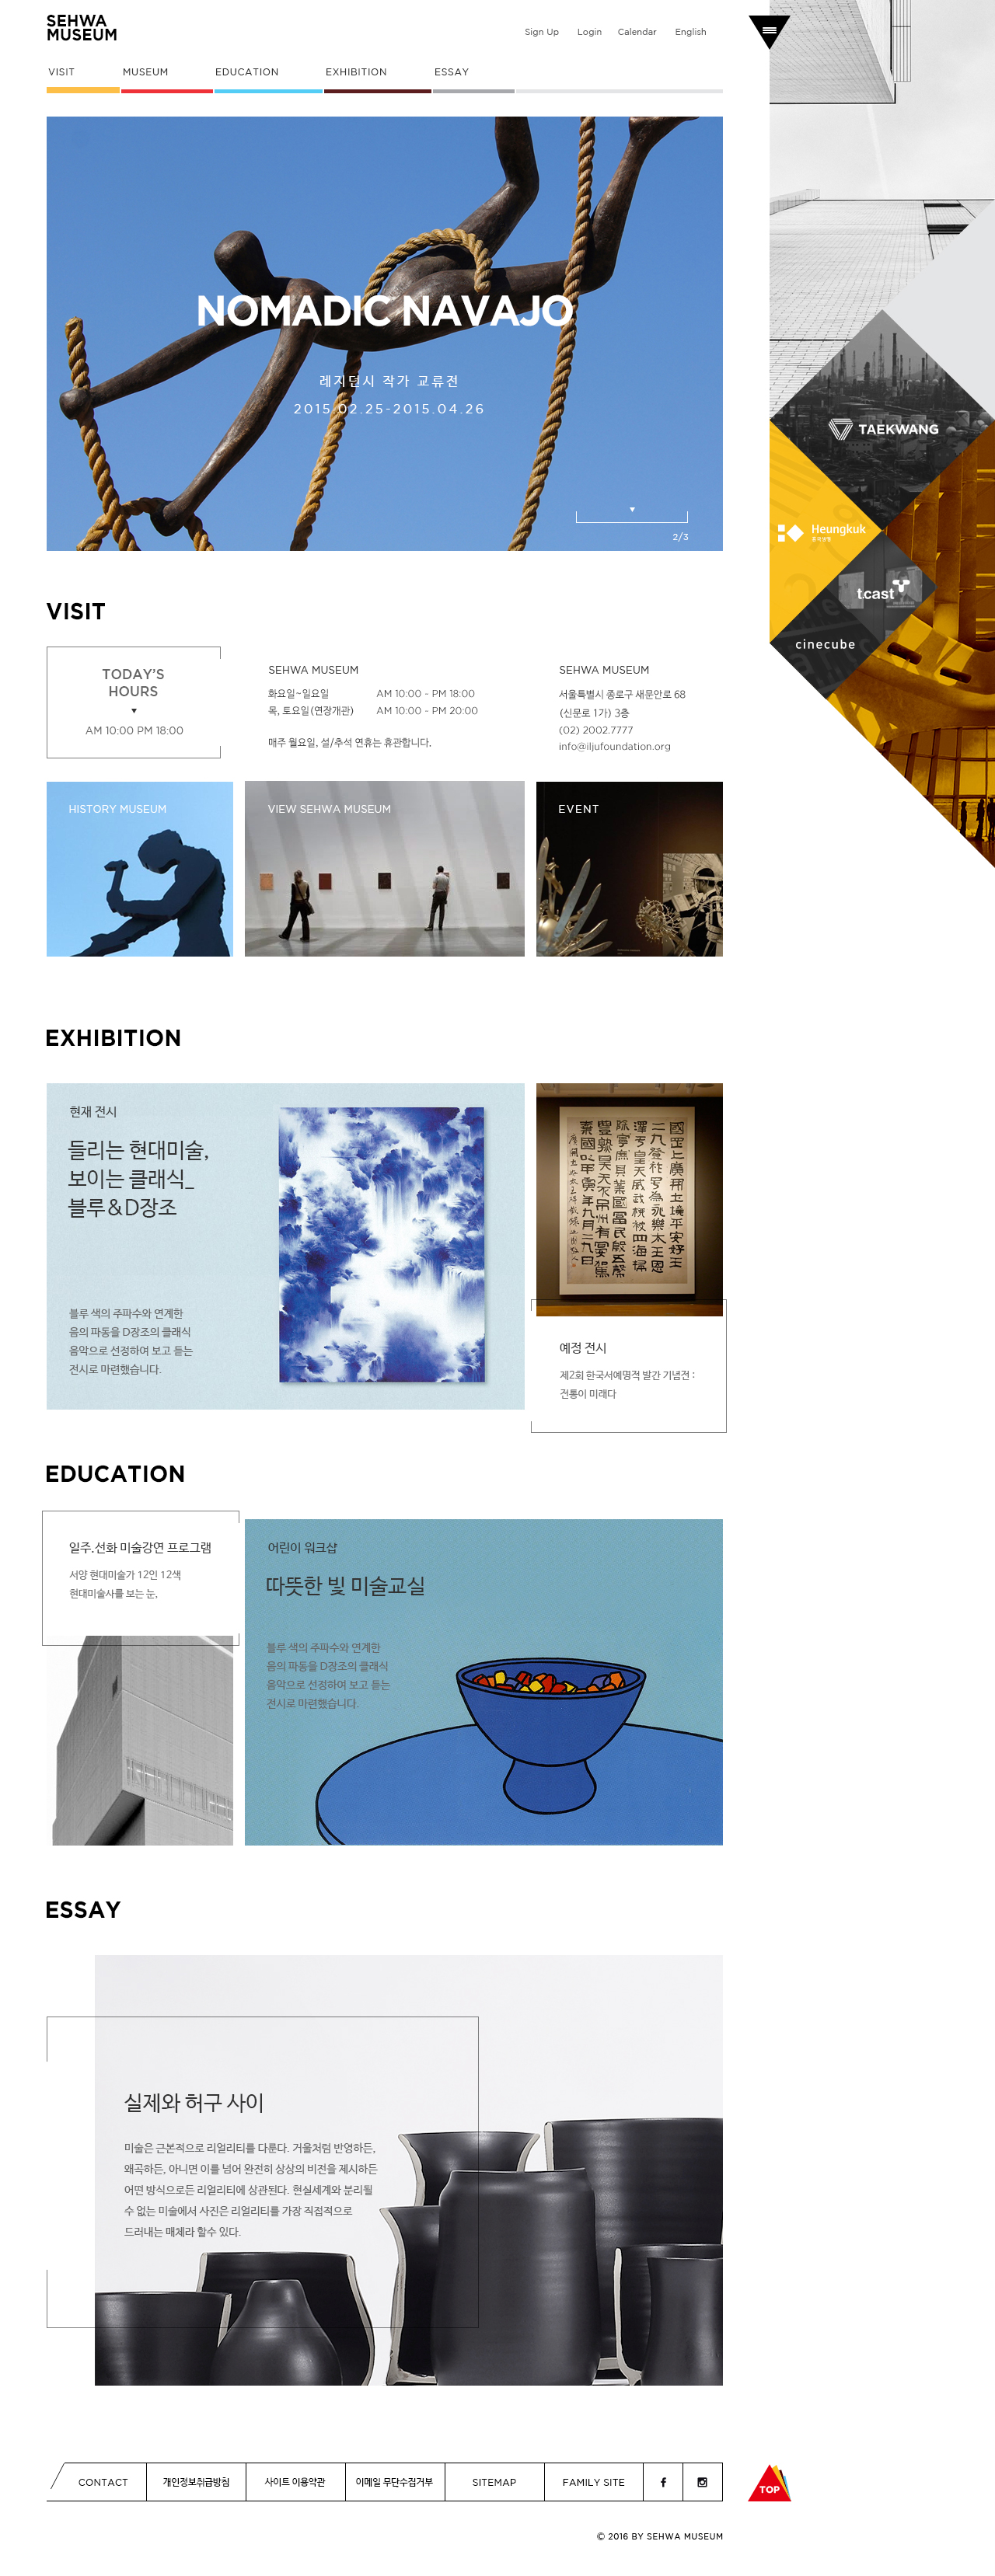 SEHWA
MUSEUM
Sign Up Login Calendar English
VISIT MUSEUM EDUCATION EXHIBITION ESSAY
NOMADIC NAVAJO
레지던시 작가 교류전
2015.02.25-2015.04.26
2/3
TAEKWANG
Heungkuk
t.cast
cinecube
VISIT
TODAY'S
HOURS
AM 10:00 PM 18:00
SEHWA MUSEUM
화요일~일요일 AM 10:00 - PM 18:00
목, 토요일(연장개관) AM 10:00 - PM 20:00
매주 월요일, 설/추석 연휴는 휴관합니다.
SEHWA MUSEUM
서울특별시 종로구 새문안로 68
(신문로 1가) 3층
(02) 2002.7777
info@iljufoundation.org
HISTORY MUSEUM
VIEW SEHWA MUSEUM
EVENT
EXHIBITION
현재 전시
들리는 현대미술,
보이는 클래식_
블루&D장조
블루 색의 주파수와 연계한
음의 파동을 D장조의 클래식
음악으로 선정하여 보고 듣는
전시로 마련했습니다.
예정 전시
제2회 한국서예명적 발간 기념전 :
전통이 미래다
EDUCATION
일주.선화 미술강연 프로그램
서양 현대미술가 12인 12색
현대미술사를 보는 눈,
어린이 워크샵
따뜻한 빛 미술교실
블루 색의 주파수와 연계한
음의 파동을 D장조의 클래식
음악으로 선정하여 보고 듣는
전시로 마련했습니다.
ESSAY
실제와 허구 사이
미술은 근본적으로 리얼리티를 다룬다. 거울처럼 반영하든,
왜곡하든, 아니면 이를 넘어 완전히 상상의 비전을 제시하든
어떤 방식으로든 리얼리티에 상관된다. 현실세계와 분리될
수 없는 미술에서 사진은 리얼리티를 가장 직접적으로
드러내는 매체라 할수 있다.
CONTACT 개인정보취급방침 사이트 이용약관 이메일 무단수집거부 SITEMAP FAMILY SITE
TOP
© 2016 BY SEHWA MUSEUM